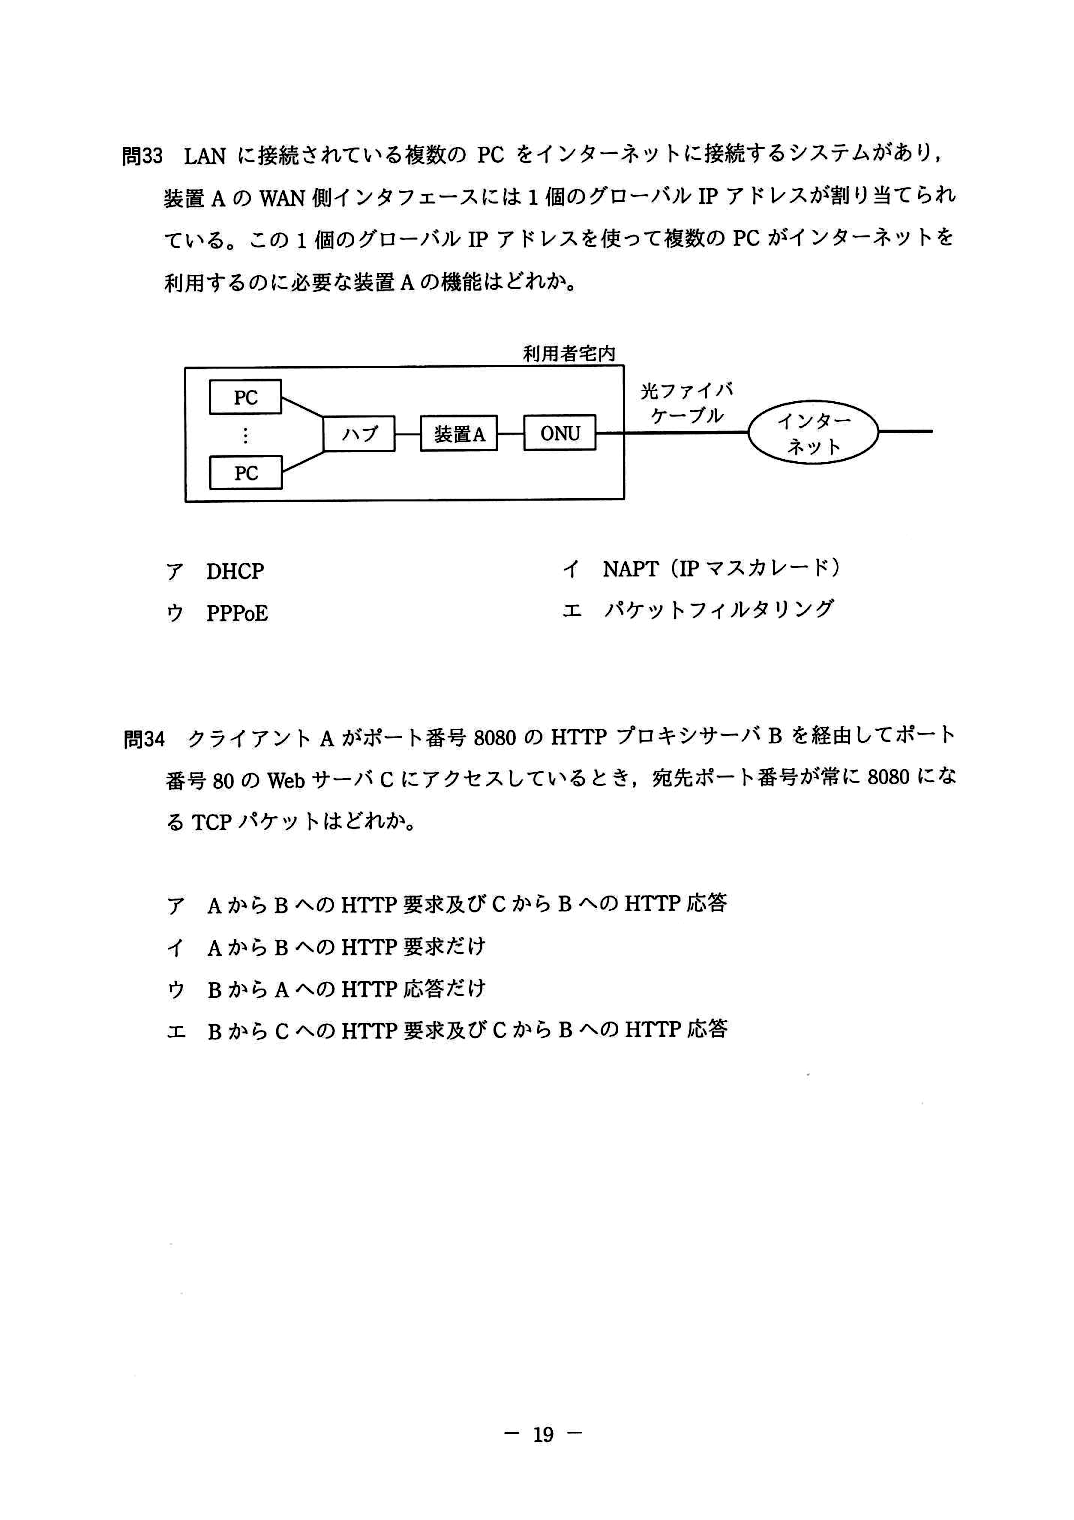 問33 LAN に接続されている複数の PC をインターネットに接続するシステムがあり，
装置 A の WAN 側インタフェースには 1 個のグローバル IP アドレスが割り当てられ
ている。この 1 個のグローバル IP アドレスを使って複数の PC がインターネットを
利用するのに必要な装置 A の機能はどれか。
利用者宅内
PC
⋮
PC
ハブ
装置A
ONU
光ファイバ
ケーブル
インター
ネット
ア DHCP
イ NAPT（IP マスカレード）
ウ PPPoE
エ パケットフィルタリング
問34 クライアント A がポート番号 8080 の HTTP プロキシサーバ B を経由してポート
番号 80 の Web サーバ C にアクセスしているとき，宛先ポート番号が常に 8080 にな
る TCP パケットはどれか。
ア A から B への HTTP 要求及び C から B への HTTP 応答
イ A から B への HTTP 要求だけ
ウ B から A への HTTP 応答だけ
エ B から C への HTTP 要求及び C から B への HTTP 応答
− 19 −